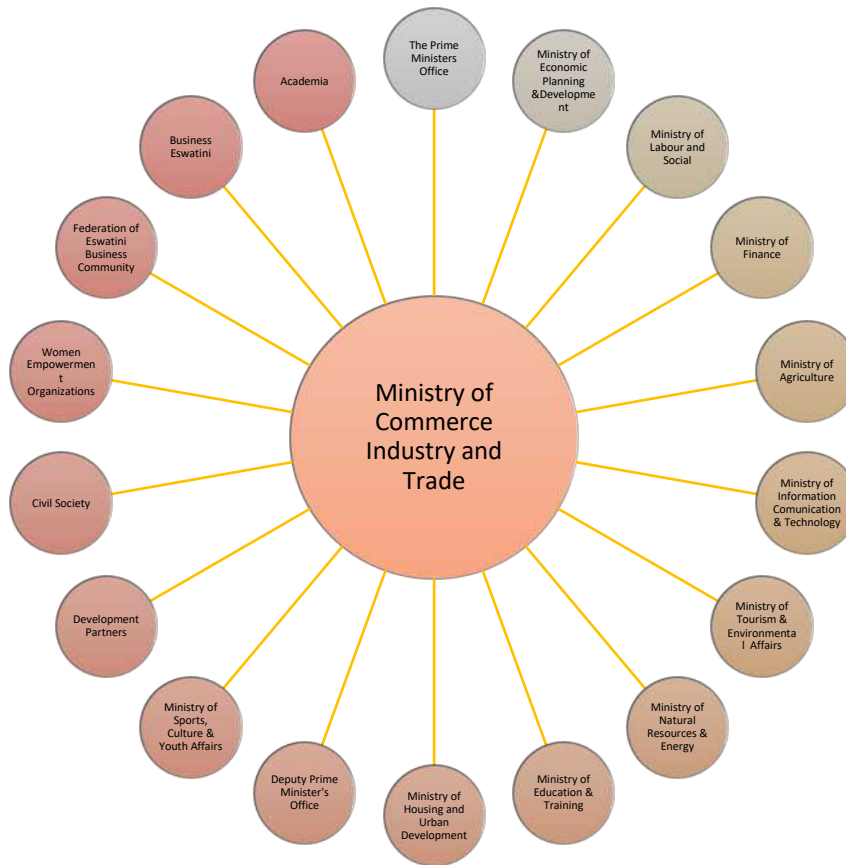 The Prime
Ministers
Office
Ministry of
Economic
Planning
&Developme
nt
Ministry of
Labour and
Social
Ministry of
Finance
Ministry of
Agriculture
Ministry of
Information
Comunication
& Technology
Ministry of
Tourism &
Environmenta
l Affairs
Ministry of
Natural
Resources &
Energy
Ministry of
Education &
Training
Ministry of
Housing and
Urban
Development
Deputy Prime
Minister's
Office
Ministry of
Sports,
Culture &
Youth Affairs
Development
Partners
Civil Society
Women
Empowermen
t
Organizations
Federation of
Eswatini
Business
Community
Business
Eswatini
Academia
Ministry of
Commerce
Industry and
Trade